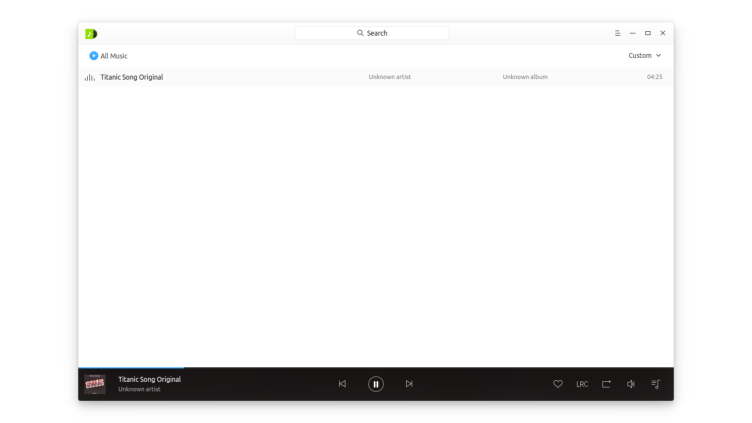 Search
All Music
Custom
Titanic Song Original Unknown artist Unknown album 04:25
Titanic Song Original
Unknown artist
LRC